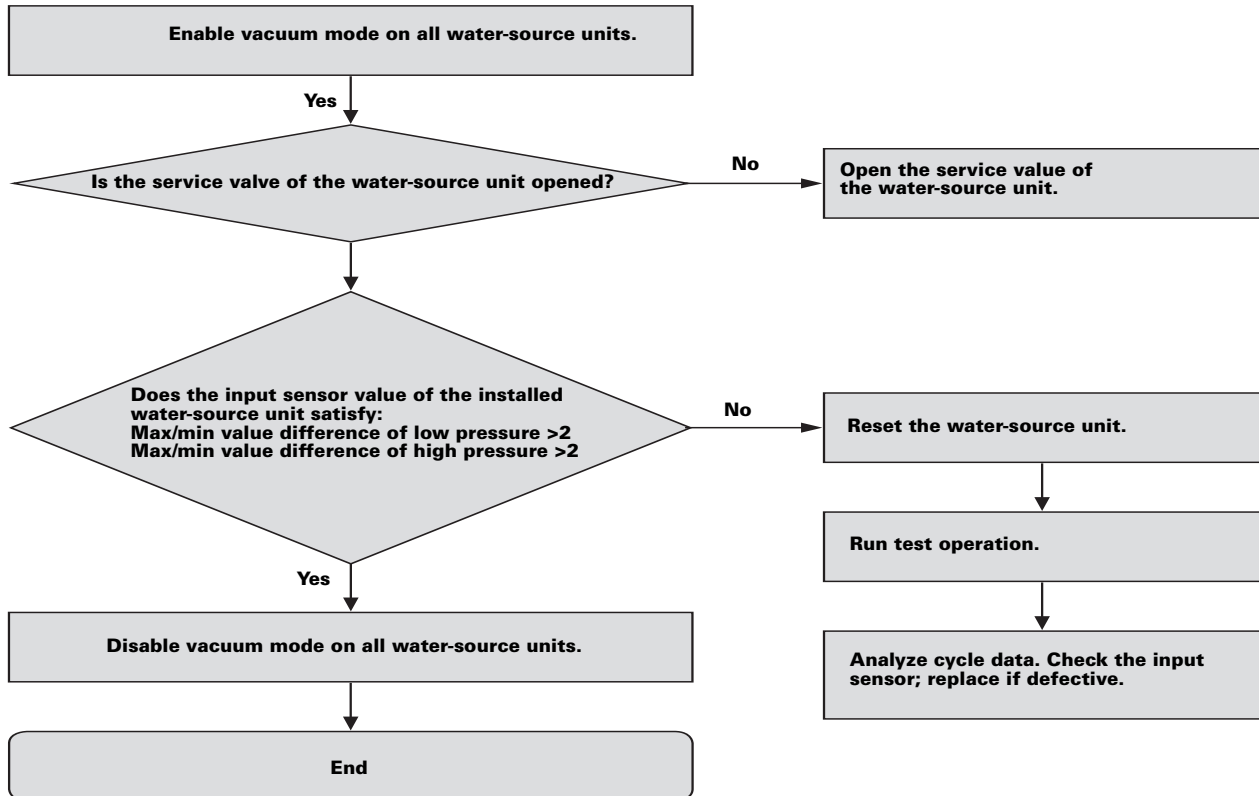 Enable vacuum mode on all water-source units.
Yes
Is the service valve of the water-source unit opened?
No
Open the service value of
the water-source unit.
Does the input sensor value of the installed
water-source unit satisfy:
Max/min value difference of low pressure >2
Max/min value difference of high pressure >2
No
Reset the water-source unit.
Run test operation.
Analyze cycle data. Check the input
sensor; replace if defective.
Yes
Disable vacuum mode on all water-source units.
End